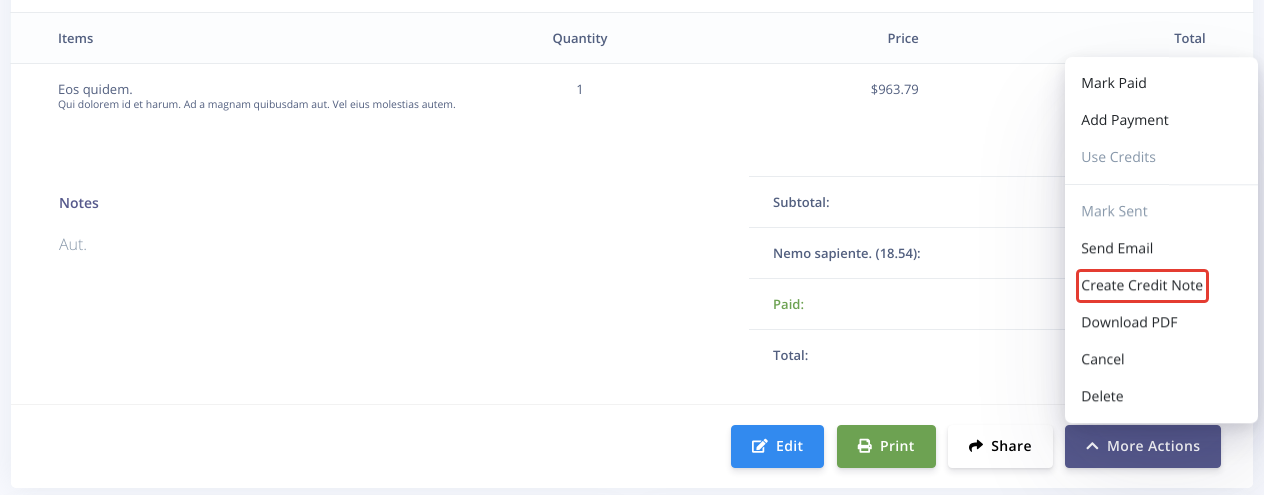 Items Quantity Price Total
Eos quidem. 1 $963.79
Qui dolorem id et harum. Ad a magnam quibusdam aut. Vel eius molestias autem.
Notes
Aut.
Subtotal:
Nemo sapiente. (18.54):
Paid:
Total:
Mark Paid
Add Payment
Use Credits
Mark Sent
Send Email
Create Credit Note
Download PDF
Cancel
Delete
Edit Print Share More Actions